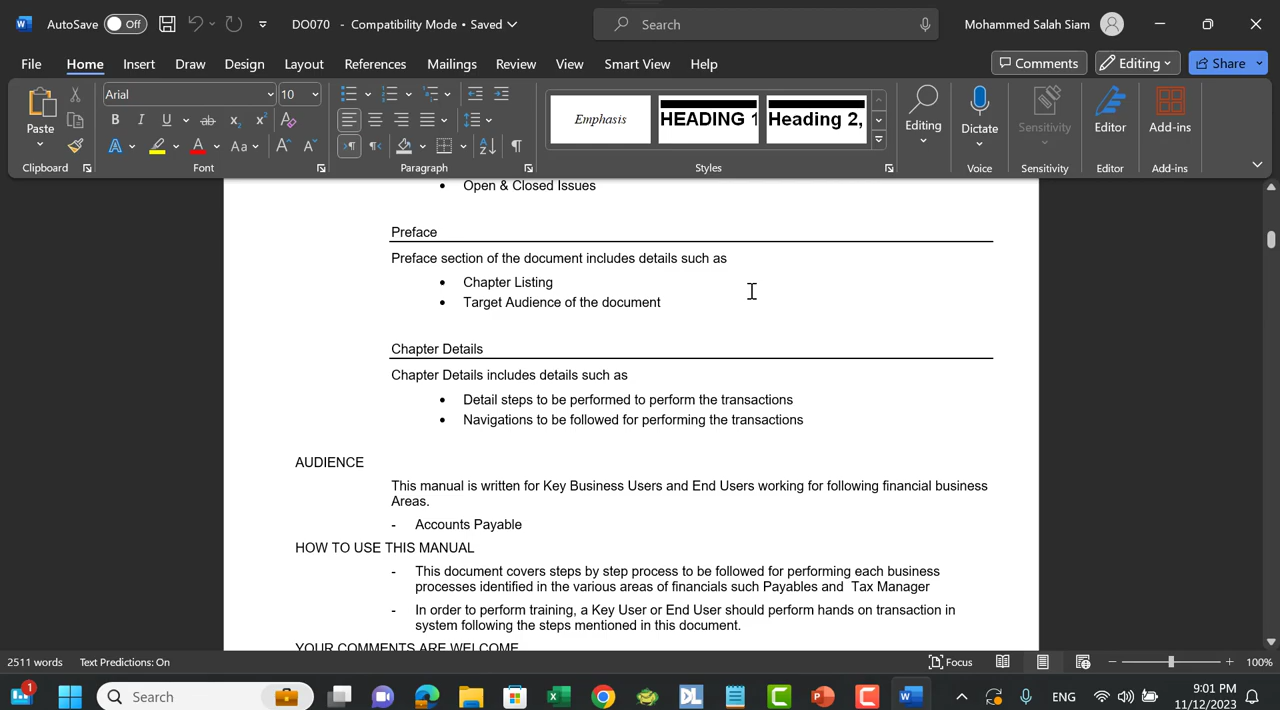 AutoSave Off DO070 - Compatibility Mode • Saved Search Mohammed Salah Siam
File Home Insert Draw Design Layout References Mailings Review View Smart View Help Comments Editing Share
Paste Arial 10 Emphasis HEADING 1 Heading 2, Editing Dictate Sensitivity Editor Add-ins
B I U ab x₂ x² A
A A Aa A A
Clipboard Font Paragraph Styles Voice Sensitivity Editor Add-ins
• Open & Closed Issues
Preface
Preface section of the document includes details such as
• Chapter Listing
• Target Audience of the document
Chapter Details
Chapter Details includes details such as
• Detail steps to be performed to perform the transactions
• Navigations to be followed for performing the transactions
AUDIENCE
This manual is written for Key Business Users and End Users working for following financial business
Areas.
- Accounts Payable
HOW TO USE THIS MANUAL
- This document covers steps by step process to be followed for performing each business
processes identified in the various areas of financials such Payables and Tax Manager
- In order to perform training, a Key User or End User should perform hands on transaction in
system following the steps mentioned in this document.
YOUR COMMENTS ARE WELCOME
2511 words Text Predictions: On Focus 100%
1 Search ENG 9:01 PM
11/12/2023